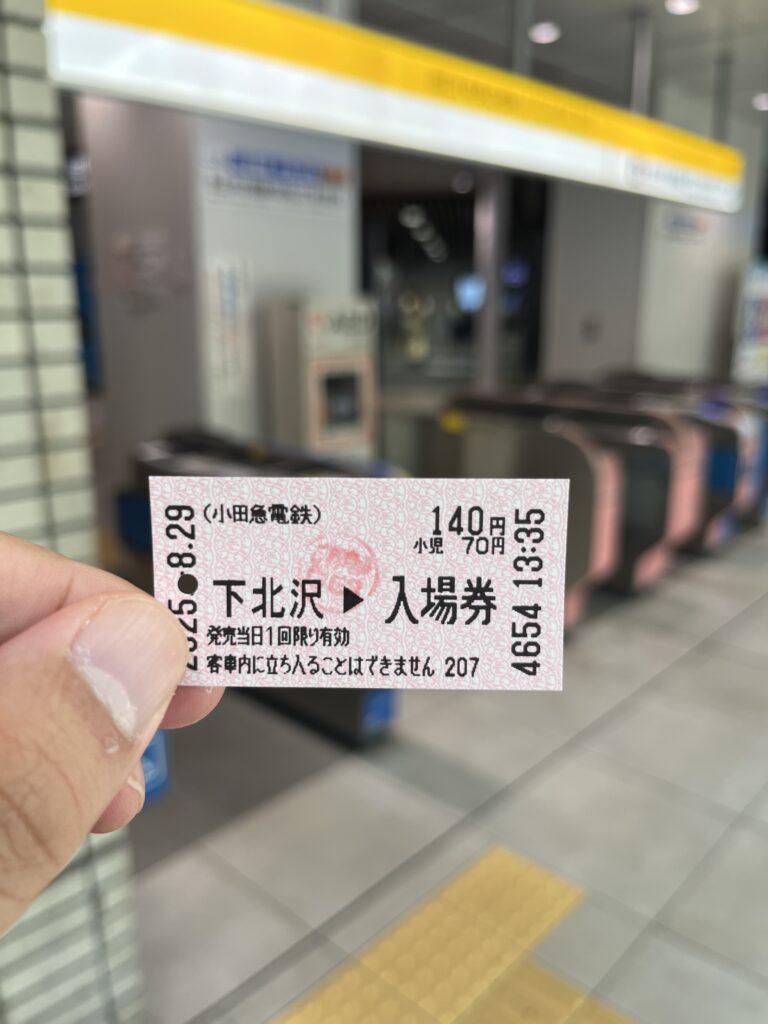 (小田急電鉄)
140円
小児 70円
下北沢▶入場券
発売当日1回限り有効
客車内に立ち入ることはできません 207
2025.-8.29
4654 13:35